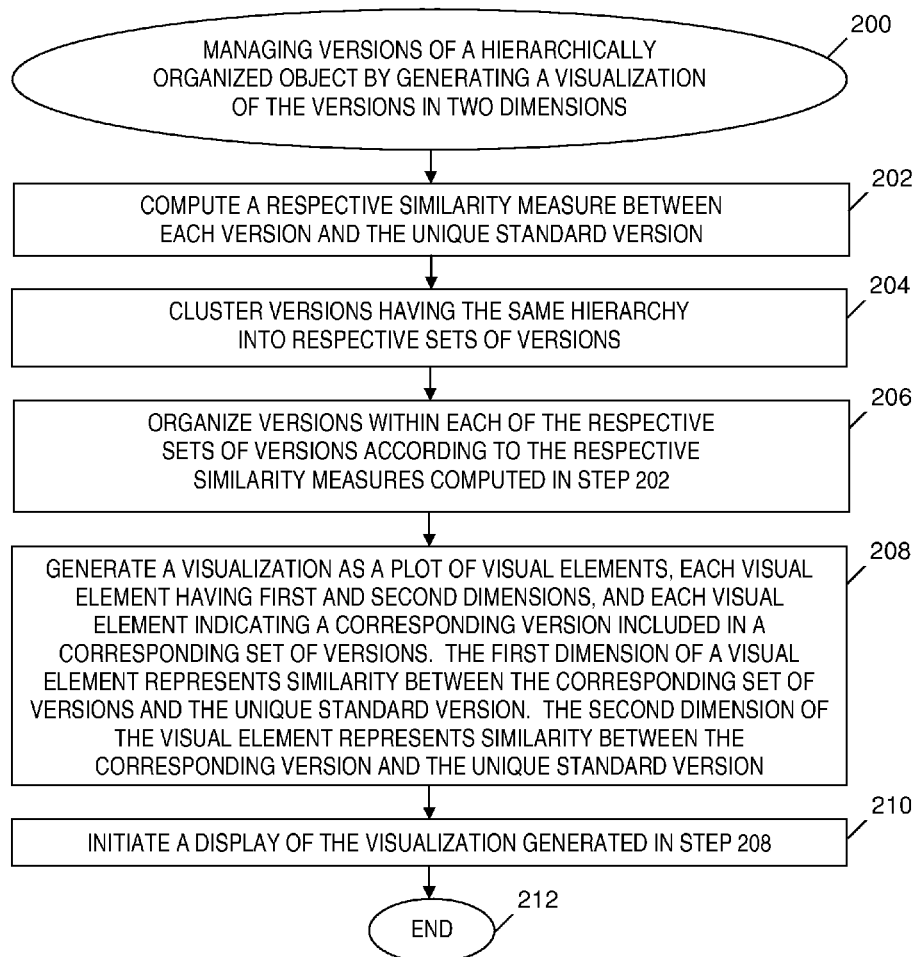 200
MANAGING VERSIONS OF A HIERARCHICALLY
ORGANIZED OBJECT BY GENERATING A VISUALIZATION
OF THE VERSIONS IN TWO DIMENSIONS
202
COMPUTE A RESPECTIVE SIMILARITY MEASURE BETWEEN
EACH VERSION AND THE UNIQUE STANDARD VERSION
204
CLUSTER VERSIONS HAVING THE SAME HIERARCHY
INTO RESPECTIVE SETS OF VERSIONS
206
ORGANIZE VERSIONS WITHIN EACH OF THE RESPECTIVE
SETS OF VERSIONS ACCORDING TO THE RESPECTIVE
SIMILARITY MEASURES COMPUTED IN STEP 202
208
GENERATE A VISUALIZATION AS A PLOT OF VISUAL ELEMENTS, EACH VISUAL
ELEMENT HAVING FIRST AND SECOND DIMENSIONS, AND EACH VISUAL
ELEMENT INDICATING A CORRESPONDING VERSION INCLUDED IN A
CORRESPONDING SET OF VERSIONS. THE FIRST DIMENSION OF A VISUAL
ELEMENT REPRESENTS SIMILARITY BETWEEN THE CORRESPONDING SET OF
VERSIONS AND THE UNIQUE STANDARD VERSION. THE SECOND DIMENSION OF
THE VISUAL ELEMENT REPRESENTS SIMILARITY BETWEEN THE
CORRESPONDING VERSION AND THE UNIQUE STANDARD VERSION
210
INITIATE A DISPLAY OF THE VISUALIZATION GENERATED IN STEP 208
212
END